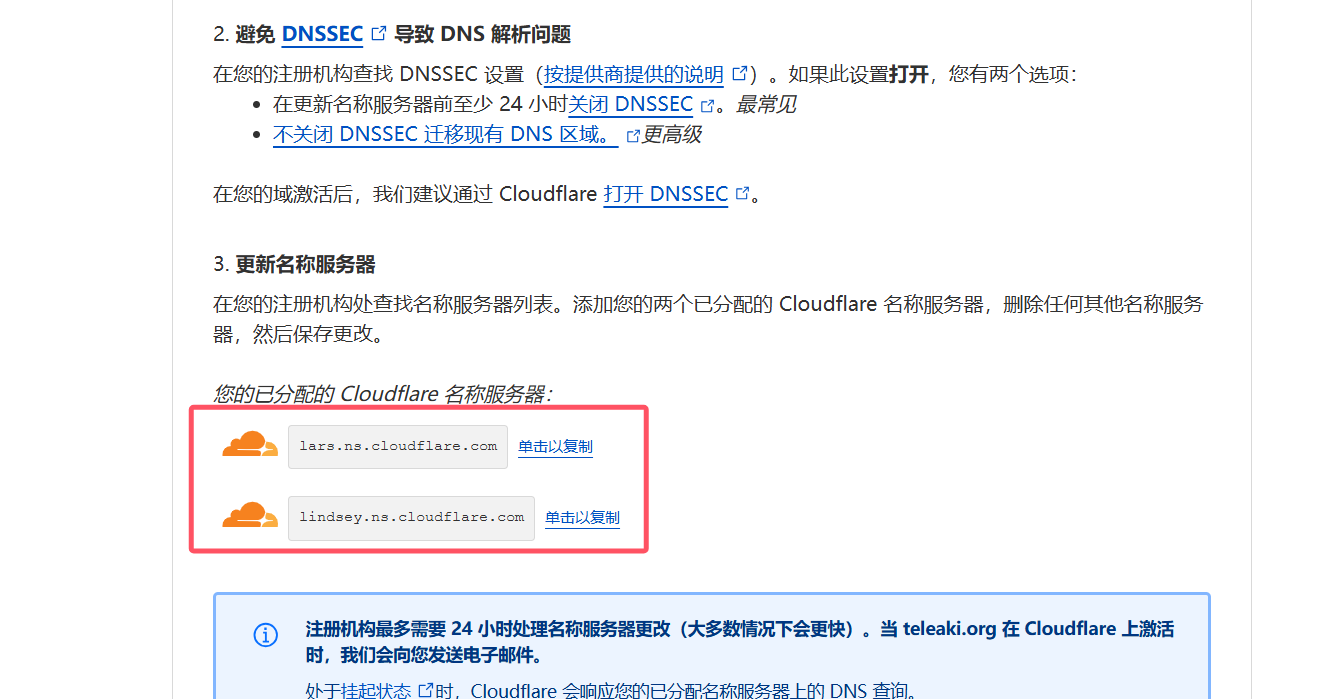 2. 避免 DNSSEC 导致 DNS 解析问题
在您的注册机构查找 DNSSEC 设置（按提供商提供的说明）。如果此设置打开，您有两个选项：
在更新名称服务器前至少 24 小时关闭 DNSSEC。最常见
不关闭 DNSSEC 迁移现有 DNS 区域。更高级
在您的域激活后，我们建议通过 Cloudflare 打开 DNSSEC。
3. 更新名称服务器
在您的注册机构处查找名称服务器列表。添加您的两个已分配的 Cloudflare 名称服务器，删除任何其他名称服务
器，然后保存更改。
您的已分配的 Cloudflare 名称服务器：
lars.ns.cloudflare.com 单击以复制
lindsey.ns.cloudflare.com 单击以复制
注册机构最多需要 24 小时处理名称服务器更改（大多数情况下会更快）。当 teleaki.org 在 Cloudflare 上激活
时，我们会向您发送电子邮件。
处于挂起状态时，Cloudflare 会响应您的已分配名称服务器上的 DNS 查询。